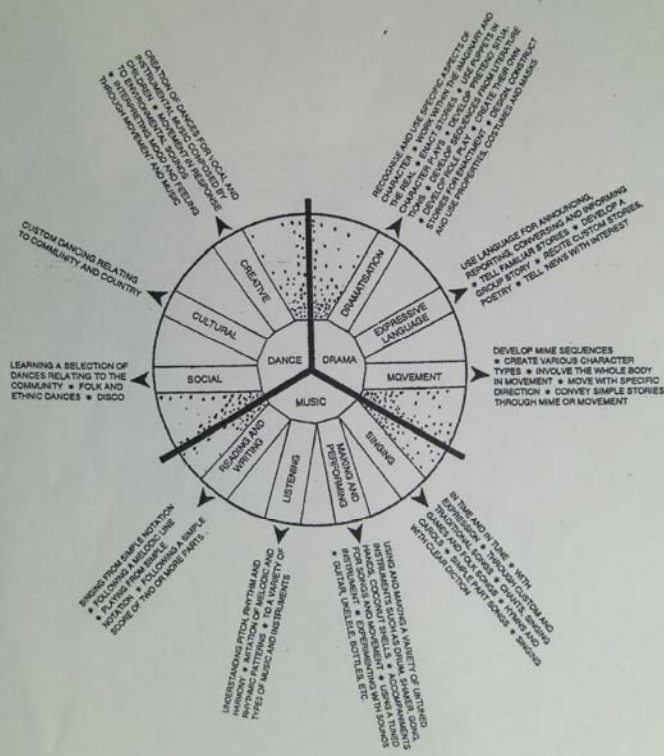 CREATION OF DANCES FOR LOCAL AND
INSTRUMENTAL MUSIC COMPOSED BY
CHILDREN ● MOVEMENT IN RESPONSE
TO ENVIRONMENTAL SOUNDS
● INTERPRETING MOOD AND FEELING
THROUGH MOVEMENT AND MUSIC
RECOGNISE AND USE SPECIFIC ASPECTS OF
CHARACTER ● WORK WITHIN THE IMAGINARY AND
THE REAL ● ENACT STORIES ● USE PUPPETS IN
CHARACTER PLAYS ● DEVELOP 'PRETEND' SITUA-
TIONS ● DEVELOP SEQUENCES FROM LITERATURE
● DEVELOP ROLE PLAY ● CREATE THEIR OWN
STORIES FOR ENACTMENT ● DESIGN, CONSTRUCT
AND USE PROPERTIES, COSTUMES AND MASKS
CUSTOM DANCING RELATING
TO COMMUNITY AND COUNTRY
USE LANGUAGE FOR ANNOUNCING,
REPORTING, CONVERSING AND INFORMING
● TELL FAMILIAR STORIES ● DEVELOP A
GROUP STORY ● RECITE CUSTOM STORIES,
POETRY ● TELL NEWS WITH INTEREST
LEARNING A SELECTION OF
DANCES RELATING TO THE
COMMUNITY ● FOLK AND
ETHNIC DANCES ● DISCO
DEVELOP MIME SEQUENCES
● CREATE VARIOUS CHARACTER
TYPES ● INVOLVE THE WHOLE BODY
IN MOVEMENT ● MOVE WITH SPECIFIC
DIRECTION ● CONVEY SIMPLE STORIES
THROUGH MIME OR MOVEMENT
CREATIVE
CULTURAL
SOCIAL
DANCE
DRAMA
MUSIC
DRAMATISATION
EXPRESSIVE
LANGUAGE
MOVEMENT
READING AND
WRITING
LISTENING
MAKING AND
PERFORMING
SINGING
SINGING FROM SIMPLE NOTATION
● FOLLOWING A MELODIC LINE
● PLAYING FROM SIMPLE
NOTATION ● FOLLOWING A SIMPLE
SCORE OF TWO OR MORE PARTS
UNDERSTANDING PITCH, RHYTHM AND
HARMONY ● IMITATION OF MELODIC AND
RHYTHMIC PATTERNS ● TO A VARIETY OF
TYPES OF MUSIC AND INSTRUMENTS
USING AND MAKING A VARIETY OF UNTUNED
INSTRUMENTS SUCH AS DRUM, SHAKER, GONG,
HANDS, COCONUT SHELLS ● ACCOMPANIMENTS
FOR SONGS AND MOVEMENT ● USING A TUNED
INSTRUMENT ● EXPERIMENTING WITH SOUNDS
● GUITAR, UKELELE, BOTTLES, ETC
IN TIME AND IN TUNE ● WITH
EXPRESSION ● THROUGH CUSTOM AND
TRADITIONAL SONGS ● CHANTS, SINGING
GAMES AND FOLK SONGS ● HYMNS AND
CAROLS ● SIMPLE PART SONGS ● SINGING
WITH CLEAR DICTION